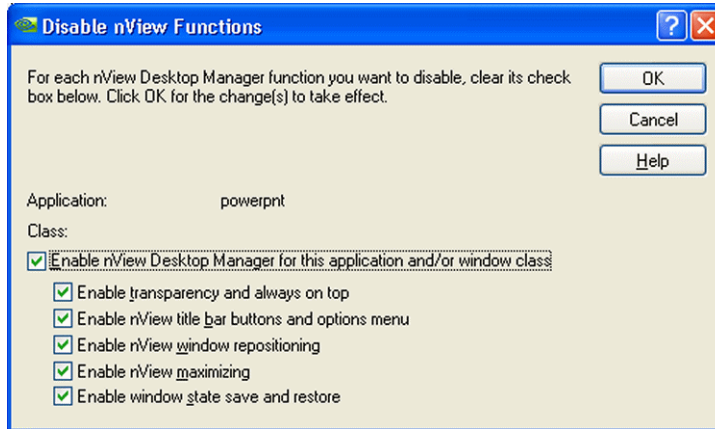 Disable nView Functions
For each nView Desktop Manager function you want to disable, clear its check
box below. Click OK for the change(s) to take effect.
OK
Cancel
Help
Application: powerpnt
Class:
Enable nView Desktop Manager for this application and/or window class
Enable transparency and always on top
Enable nView title bar buttons and options menu
Enable nView window repositioning
Enable nView maximizing
Enable window state save and restore